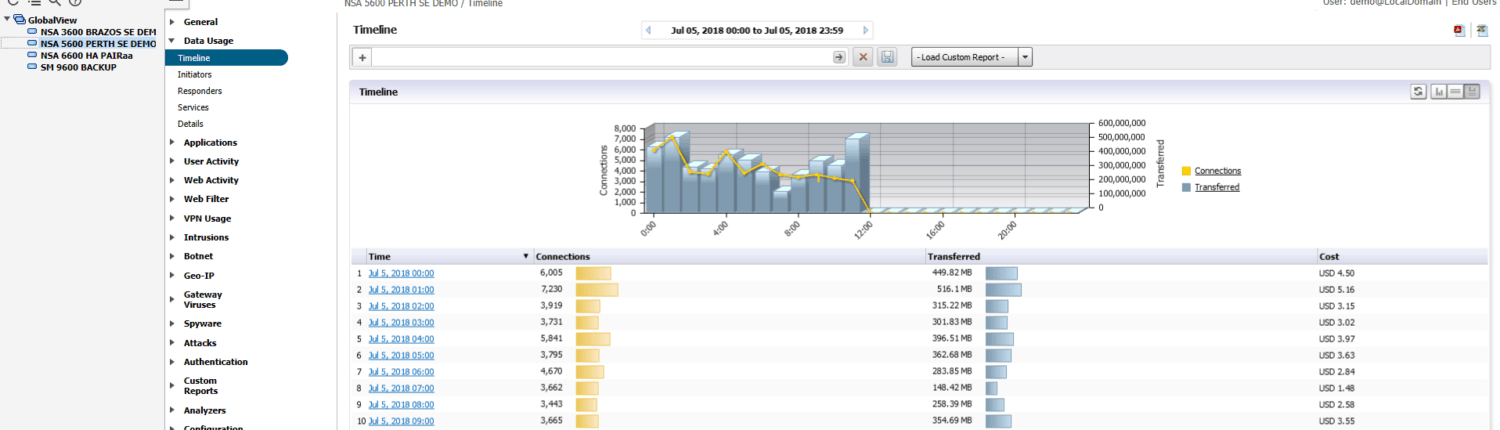 NSA 5600 PERTH SE DEMO / Timeline
User: demo@LocalDomain | End Users
GlobalView
NSA 3600 BRAZOS SE DEM
NSA 5600 PERTH SE DEMO
NSA 6600 HA PAIRaa
SM 9600 BACKUP
General
Data Usage
Timeline
Initiators
Responders
Services
Details
Applications
User Activity
Web Activity
Web Filter
VPN Usage
Intrusions
Botnet
Geo-IP
Gateway
Viruses
Spyware
Attacks
Authentication
Custom
Reports
Analyzers
Configuration
Timeline
Jul 05, 2018 00:00 to Jul 05, 2018 23:59
+
- Load Custom Report -
Timeline
8,000
7,000
6,000
5,000
4,000
3,000
2,000
1,000
0
Connections
600,000,000
500,000,000
400,000,000
300,000,000
200,000,000
100,000,000
0
Transferred
0:00 4:00 8:00 12:00 16:00 20:00
Connections
Transferred
Time Connections Transferred Cost
1 Jul 5, 2018 00:00 6,005 449.82 MB USD 4.50
2 Jul 5, 2018 01:00 7,230 516.1 MB USD 5.16
3 Jul 5, 2018 02:00 3,919 315.22 MB USD 3.15
4 Jul 5, 2018 03:00 3,731 301.83 MB USD 3.02
5 Jul 5, 2018 04:00 5,841 396.51 MB USD 3.97
6 Jul 5, 2018 05:00 3,795 362.68 MB USD 3.63
7 Jul 5, 2018 06:00 4,670 283.85 MB USD 2.84
8 Jul 5, 2018 07:00 3,662 148.42 MB USD 1.48
9 Jul 5, 2018 08:00 3,443 258.39 MB USD 2.58
10 Jul 5, 2018 09:00 3,665 354.69 MB USD 3.55